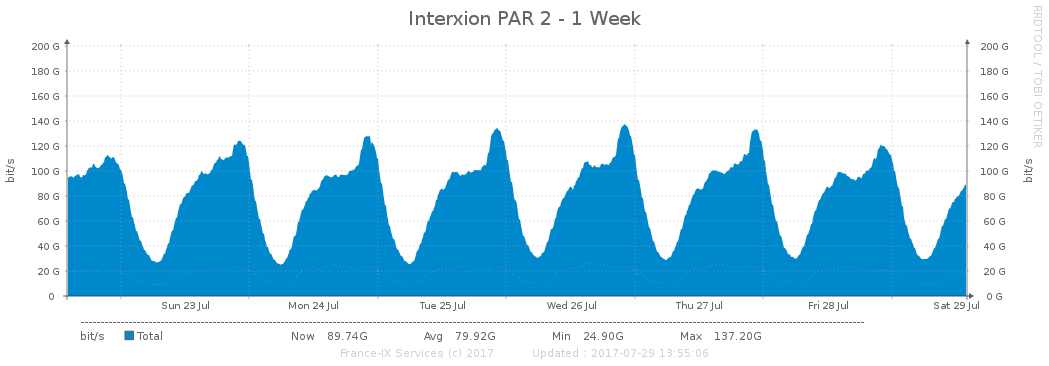 Interxion PAR 2 - 1 Week
RRDTOOL / TOBI OETIKER
200 G 200 G
180 G 180 G
160 G 160 G
140 G 140 G
120 G 120 G
100 G 100 G
80 G 80 G
60 G 60 G
40 G 40 G
20 G 20 G
0 0 G
bit/s
bit/s
Sun 23 Jul Mon 24 Jul Tue 25 Jul Wed 26 Jul Thu 27 Jul Fri 28 Jul Sat 29 Jul
bit/s Total Now 89.74G Avg 79.92G Min 24.90G Max 137.20G
France-IX Services (c) 2017 Updated : 2017-07-29 13:55:06